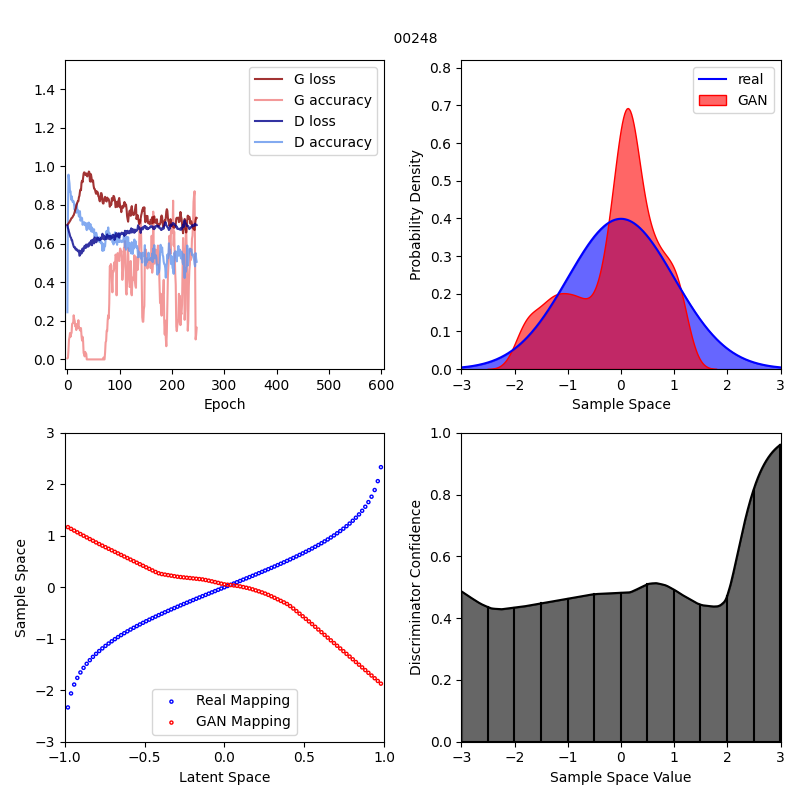 00248
G loss
G accuracy
D loss
D accuracy
1.4
1.2
1.0
0.8
0.6
0.4
0.2
0.0
0 100 200 300 400 500 600
Epoch
real
GAN
Probability Density
0.8
0.7
0.6
0.5
0.4
0.3
0.2
0.1
0.0
−3 −2 −1 0 1 2 3
Sample Space
Sample Space
3
2
1
0
−1
−2
−3
Real Mapping
GAN Mapping
−1.0 −0.5 0.0 0.5 1.0
Latent Space
Discriminator Confidence
1.0
0.8
0.6
0.4
0.2
0.0
−3 −2 −1 0 1 2 3
Sample Space Value